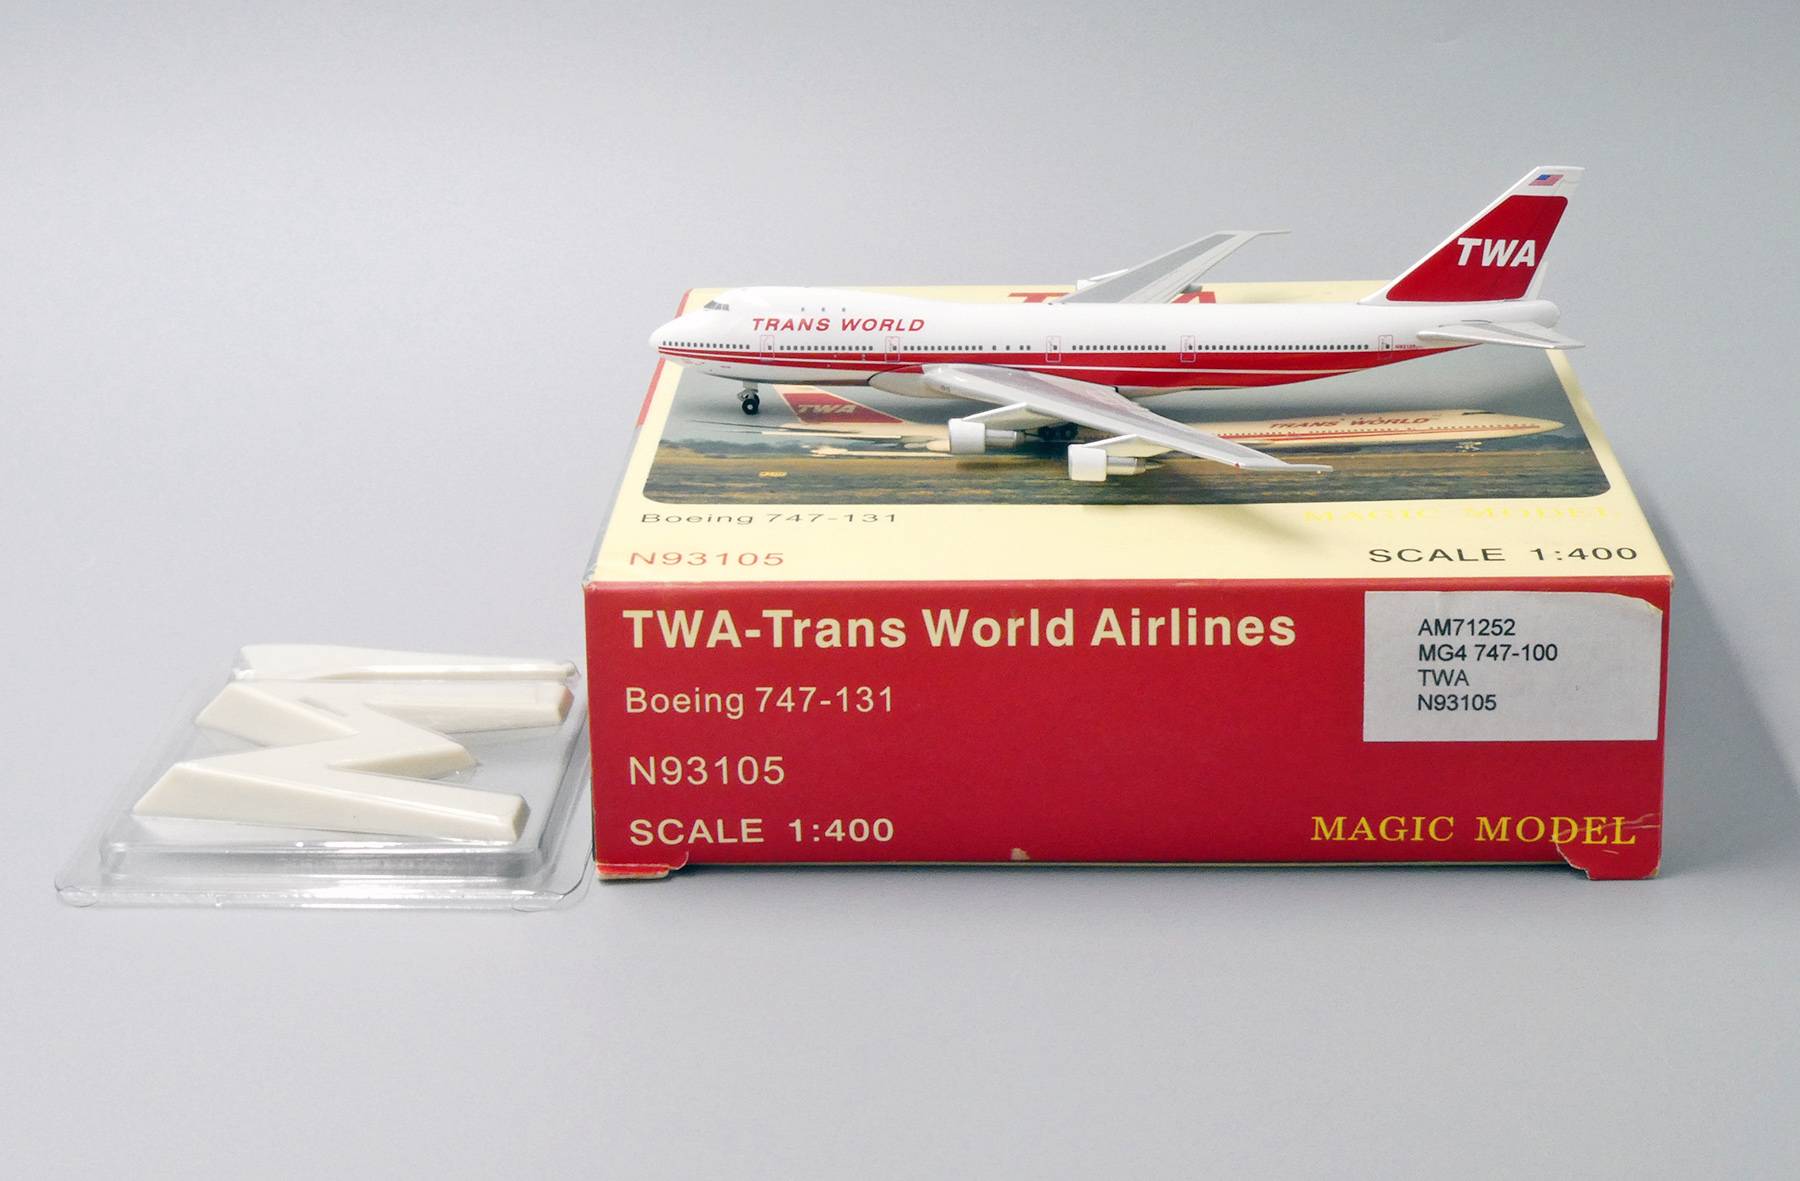 TWA
TRANS WORLD
TWA
TRANS WORLD
Boeing 747-131
MAGIC MODEL
N93105
SCALE 1:400
TWA-Trans World Airlines
Boeing 747-131
N93105
SCALE 1:400
AM71252
MG4 747-100
TWA
N93105
MAGIC MODEL